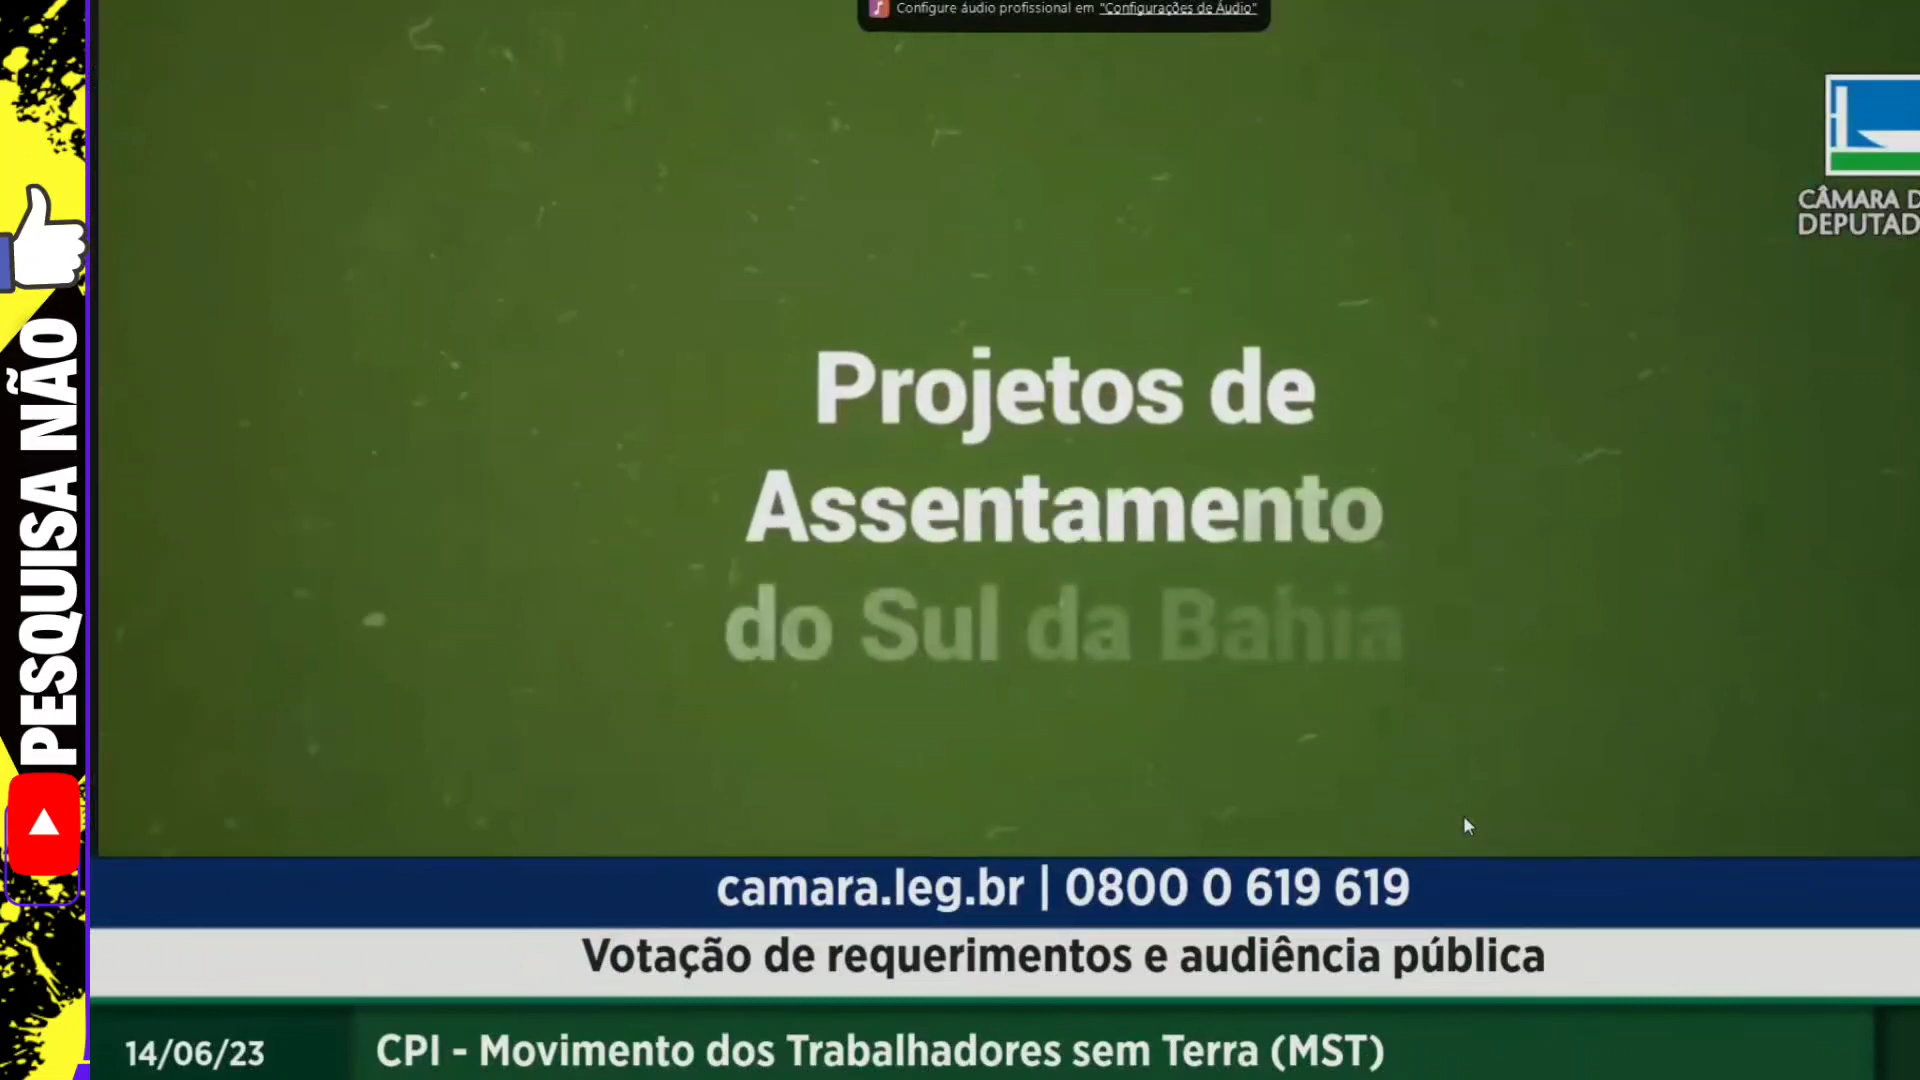 Configure áudio profissional em "Configurações de Áudio"
CÂMARA D
DEPUTAD
PESQUISA NÃO
Projetos de
Assentamento
do Sul da Bahia
camara.leg.br | 0800 0 619 619
Votação de requerimentos e audiência pública
14/06/23
CPI - Movimento dos Trabalhadores sem Terra (MST)